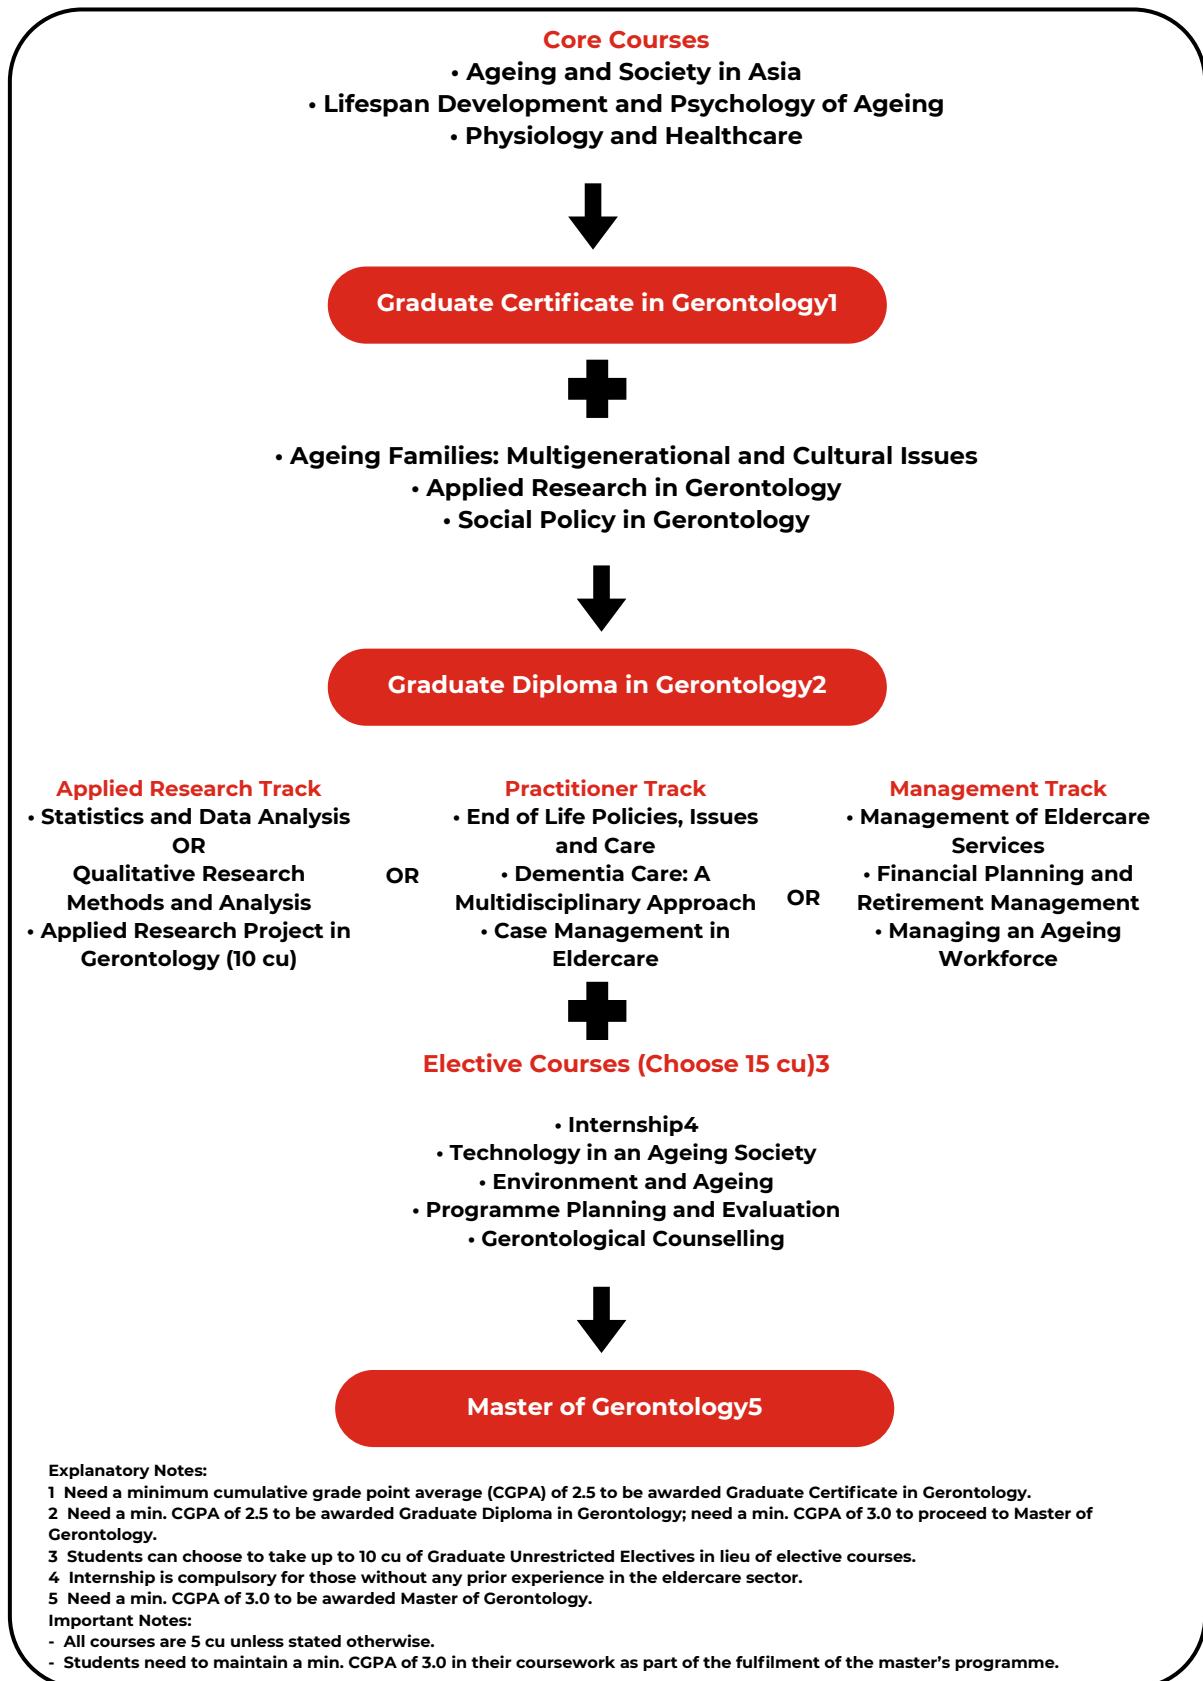 Core Courses
• Ageing and Society in Asia
• Lifespan Development and Psychology of Ageing
• Physiology and Healthcare
Graduate Certificate in Gerontology1
• Ageing Families: Multigenerational and Cultural Issues
• Applied Research in Gerontology
• Social Policy in Gerontology
Graduate Diploma in Gerontology2
Applied Research Track
• Statistics and Data Analysis
OR
Qualitative Research
Methods and Analysis
• Applied Research Project in
Gerontology (10 cu)
OR
Practitioner Track
• End of Life Policies, Issues
and Care
• Dementia Care: A
Multidisciplinary Approach
• Case Management in
Eldercare
OR
Management Track
• Management of Eldercare
Services
• Financial Planning and
Retirement Management
• Managing an Ageing
Workforce
Elective Courses (Choose 15 cu)3
• Internship4
• Technology in an Ageing Society
• Environment and Ageing
• Programme Planning and Evaluation
• Gerontological Counselling
Master of Gerontology5
Explanatory Notes:
1 Need a minimum cumulative grade point average (CGPA) of 2.5 to be awarded Graduate Certificate in Gerontology.
2 Need a min. CGPA of 2.5 to be awarded Graduate Diploma in Gerontology; need a min. CGPA of 3.0 to proceed to Master of
Gerontology.
3 Students can choose to take up to 10 cu of Graduate Unrestricted Electives in lieu of elective courses.
4 Internship is compulsory for those without any prior experience in the eldercare sector.
5 Need a min. CGPA of 3.0 to be awarded Master of Gerontology.
Important Notes:
- All courses are 5 cu unless stated otherwise.
- Students need to maintain a min. CGPA of 3.0 in their coursework as part of the fulfilment of the master's programme.